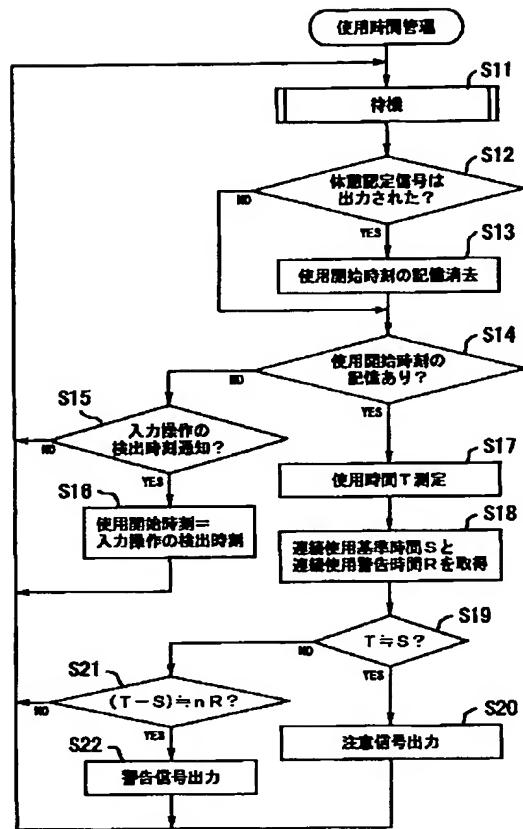 使用時間管理
S11
待機
S12
体憩認定信号は
出力された?
NO
YES
S13
使用開始時刻の記憶消去
S14
使用開始時刻の
記憶あり?
NO
YES
S15
入力操作の
検出時刻通知?
NO
YES
S16
使用開始時刻=
入力操作の検出時刻
S17
使用時間T測定
S18
連続使用基準時間Sと
連続使用警告時間Rを取得
S19
T≒S?
NO
YES
S20
注意信号出力
S21
(T-S)≒nR?
NO
YES
S22
警告信号出力